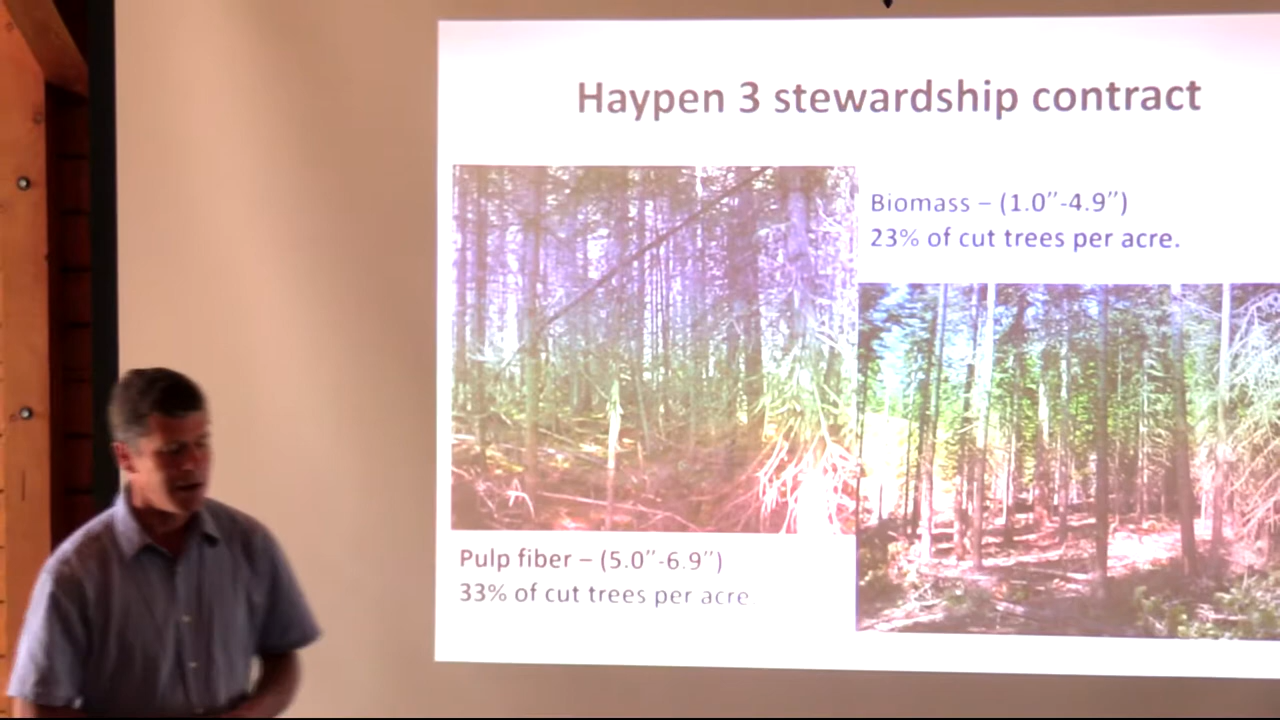 Haypen 3 stewardship contract
Biomass – (1.0”-4.9”)
23% of cut trees per acre.
Pulp fiber – (5.0”-6.9”)
33% of cut trees per acre